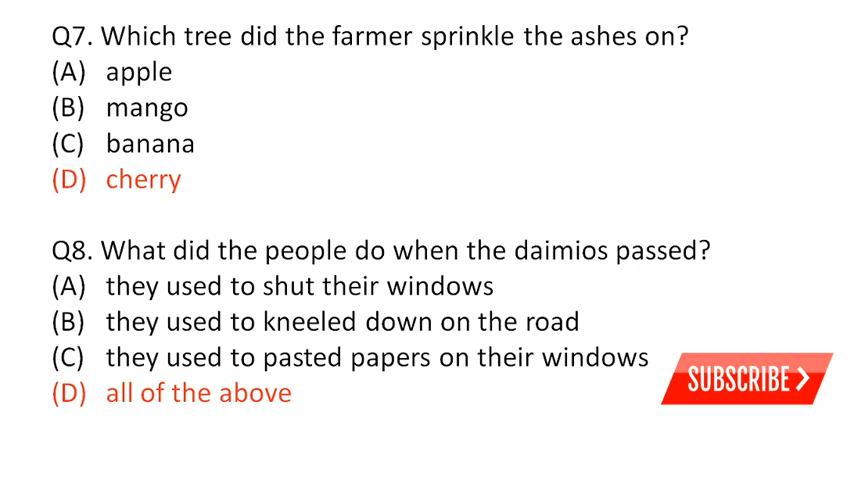 Q7. Which tree did the farmer sprinkle the ashes on?
(A) apple
(B) mango
(C) banana
(D) cherry
Q8. What did the people do when the daimios passed?
(A) they used to shut their windows
(B) they used to kneeled down on the road
(C) they used to pasted papers on their windows
(D) all of the above
SUBSCRIBE